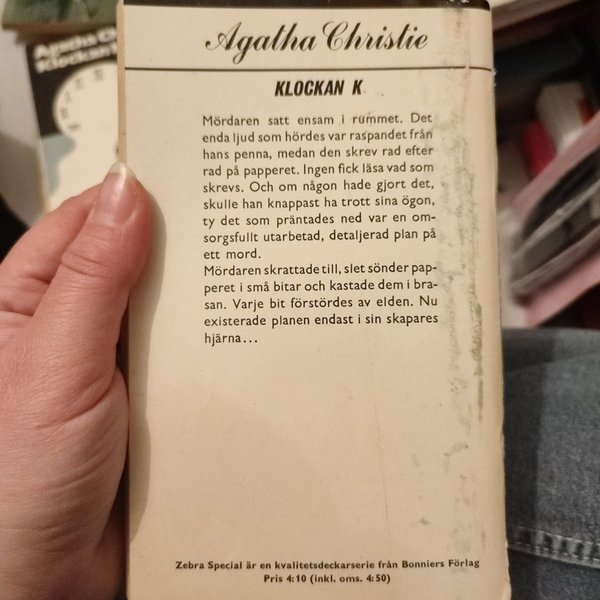 Agatha Ch
Klockan
Agatha Christie
KLOCKAN K
Mördaren satt ensam i rummet. Det
enda ljud som hördes var raspandet från
hans penna, medan den skrev rad efter
rad på papperet. Ingen fick läsa vad som
skrevs. Och om någon hade gjort det,
skulle han knappast ha trott sina ögon,
ty det som präntades ned var en om-
sorgsfullt utarbetad, detaljerad plan på
ett mord.
Mördaren skrattade till, slet sönder pap-
peret i små bitar och kastade dem i bra-
san. Varje bit förstördes av elden. Nu
existerade planen endast i sin skapares
hjärna...
Zebra Special är en kvalitetsdeckarserie från Bonniers Förlag
Pris 4:10 (inkl. oms. 4:50)